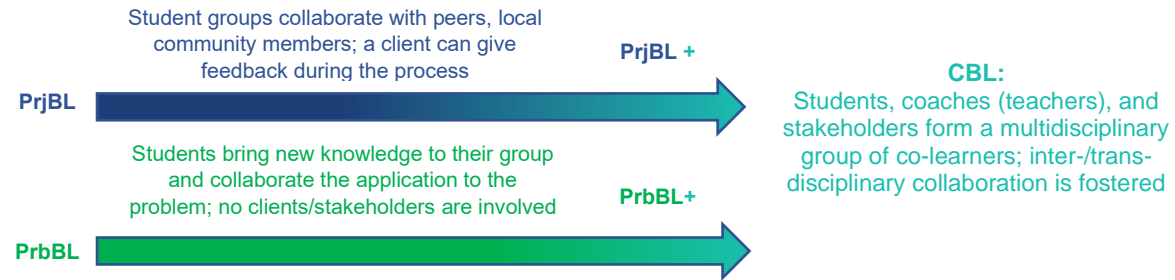 Student groups collaborate with peers, local
community members; a client can give
feedback during the process
PrjBL +
PrjBL
Students bring new knowledge to their group
and collaborate the application to the
problem; no clients/stakeholders are involved
PrbBL+
PrbBL
CBL:
Students, coaches (teachers), and
stakeholders form a multidisciplinary
group of co-learners; inter-/trans-
disciplinary collaboration is fostered